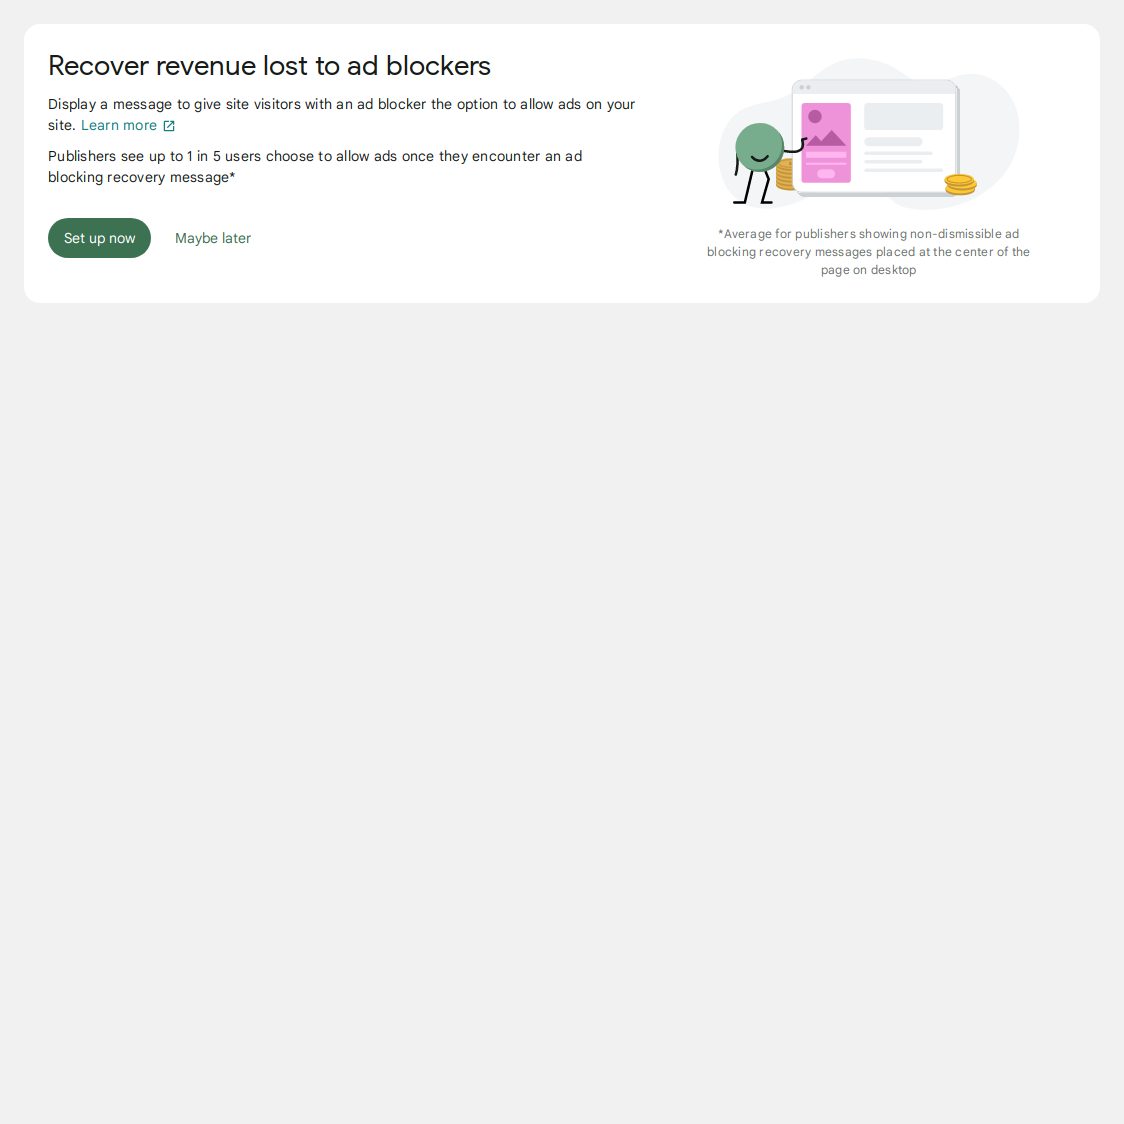 Recover revenue lost to ad blockers
Display a message to give site visitors with an ad blocker the option to allow ads on your
site. Learn more
Publishers see up to 1 in 5 users choose to allow ads once they encounter an ad
blocking recovery message*
Set up now
Maybe later
*Average for publishers showing non-dismissible ad
blocking recovery messages placed at the center of the
page on desktop